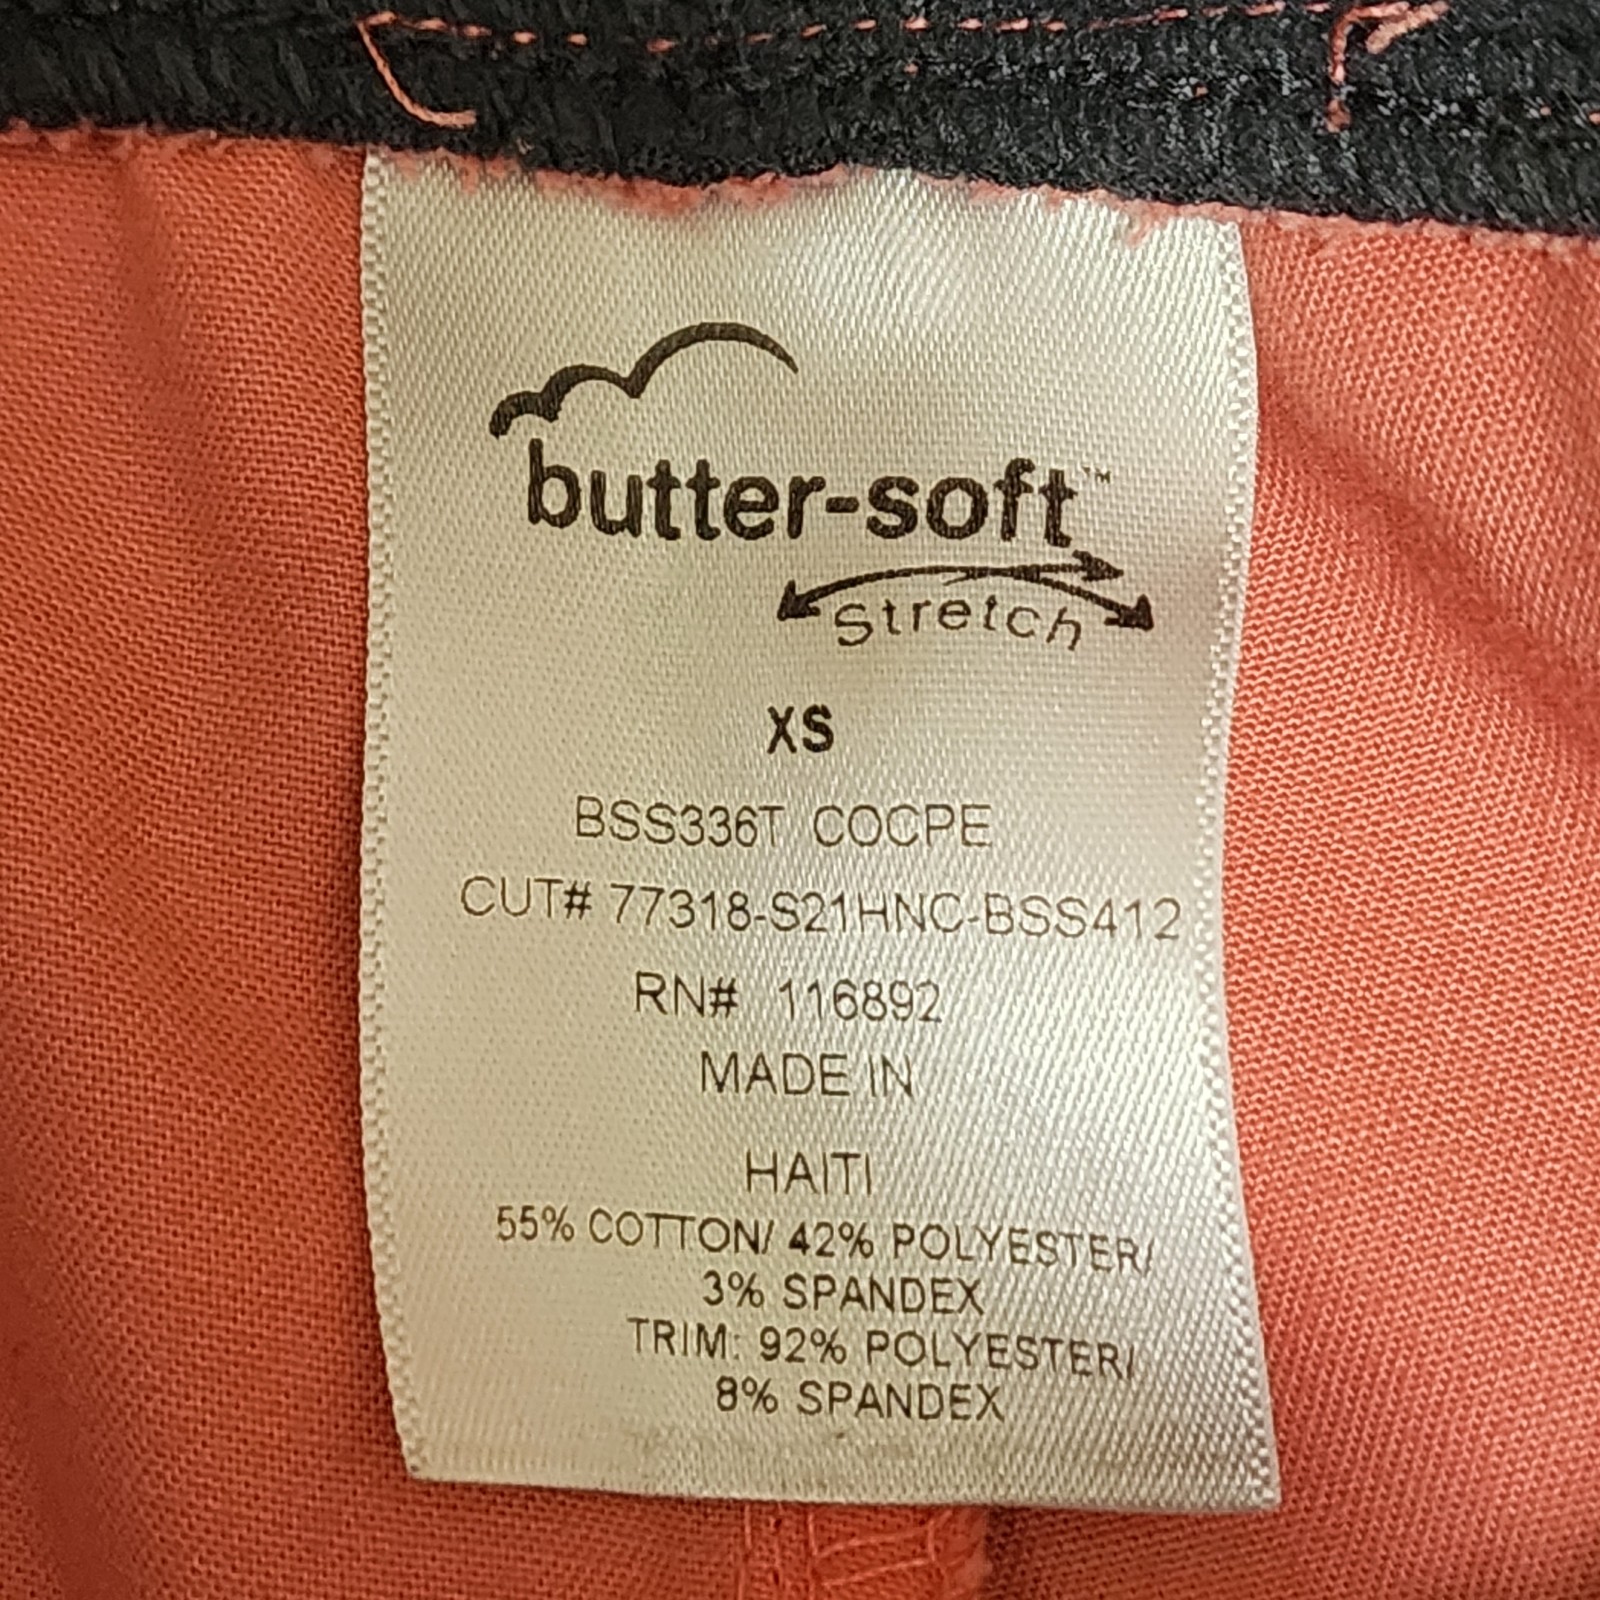 butter-soft™
Stretch
XS
BSS336T COCPE
CUT# 77318-S21HNC-BSS412
RN# 116892
MADE IN
HAITI
55% COTTON/ 42% POLYESTER/
3% SPANDEX
TRIM: 92% POLYESTER/
8% SPANDEX